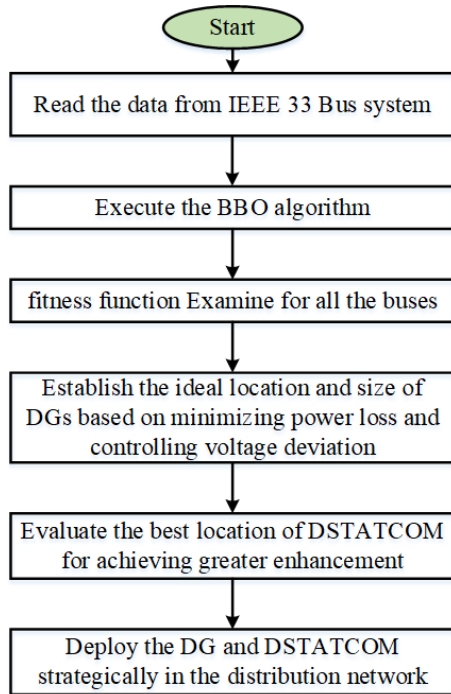 Start
Read the data from IEEE 33 Bus system
Execute the BBO algorithm
fitness function Examine for all the buses
Establish the ideal location and size of
DGs based on minimizing power loss and
controlling voltage deviation
Evaluate the best location of DSTATCOM
for achieving greater enhancement
Deploy the DG and DSTATCOM
strategically in the distribution network